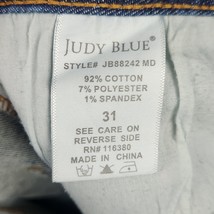 JUDY BLUE®
STYLE# JB88242 MD
92% COTTON
7% POLYESTER
1% SPANDEX
31
SEE CARE ON
REVERSE SIDE
RN# 116380
MADE IN CHINA